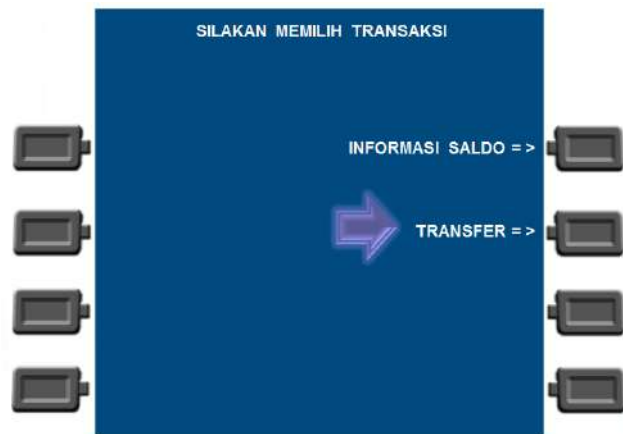 SILAKAN MEMILIH TRANSAKSI
INFORMASI SALDO = >
TRANSFER = >